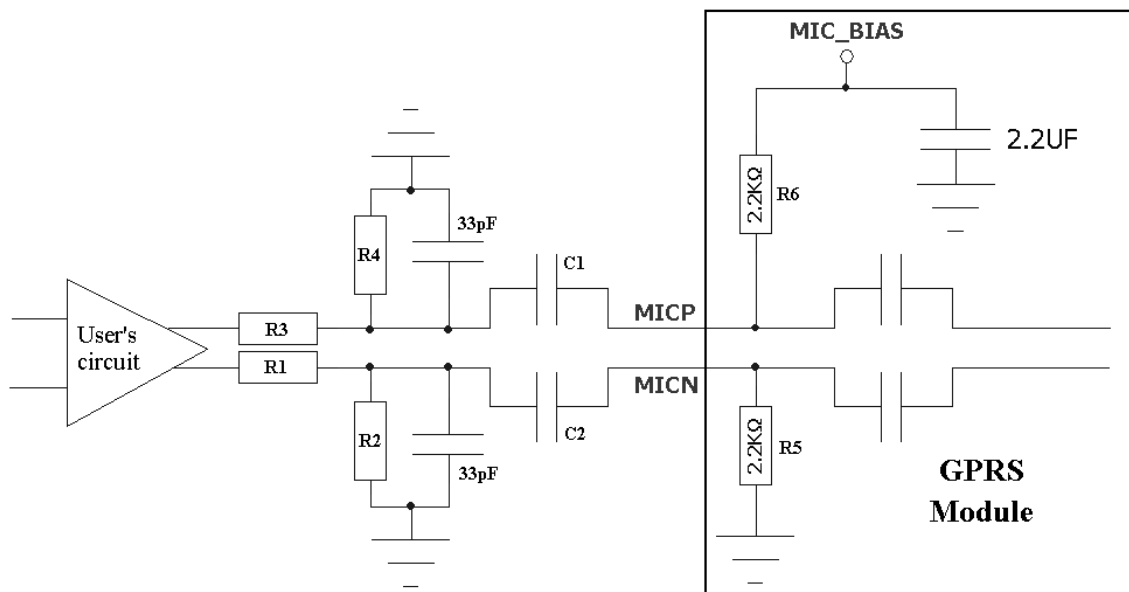 MIC_BIAS
2.2UF
2.2KΩ
R6
33pF
R4
C1
User's
circuit
R3
MICP
R1
MICN
R2
C2
2.2KΩ
R5
33pF
GPRS
Module